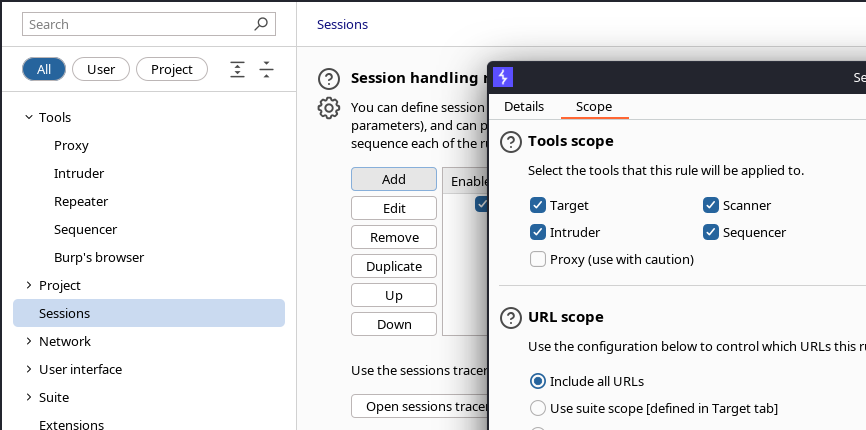 Search
All
User
Project
Tools
Proxy
Intruder
Repeater
Sequencer
Burp's browser
Project
Sessions
Network
User interface
Suite
Extensions
Sessions
Session handling
You can define session
parameters), and can
sequence each of the
Add
Edit
Remove
Duplicate
Up
Down
Enable
Use the sessions tracer
Open sessions tracer
Details
Scope
Tools scope
Select the tools that this rule will be applied to.
Target
Scanner
Intruder
Sequencer
Proxy (use with caution)
URL scope
Use the configuration below to control which URLs this
Include all URLs
Use suite scope [defined in Target tab]